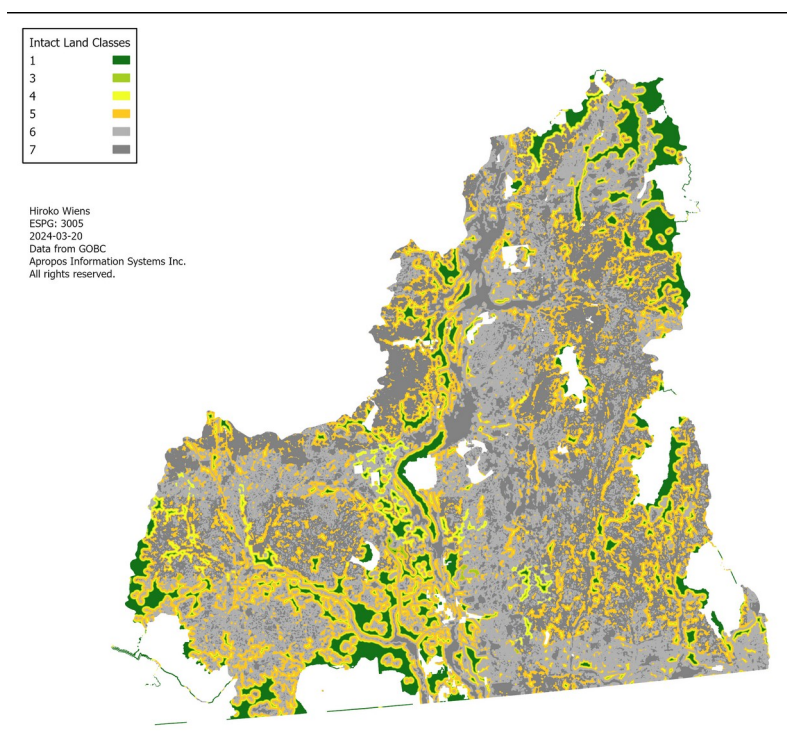 Intact Land Classes
1
3
4
5
6
7
Hiroko Wiens
ESPG: 3005
2024-03-20
Data from GOBC
Apropos Information Systems Inc.
All rights reserved.